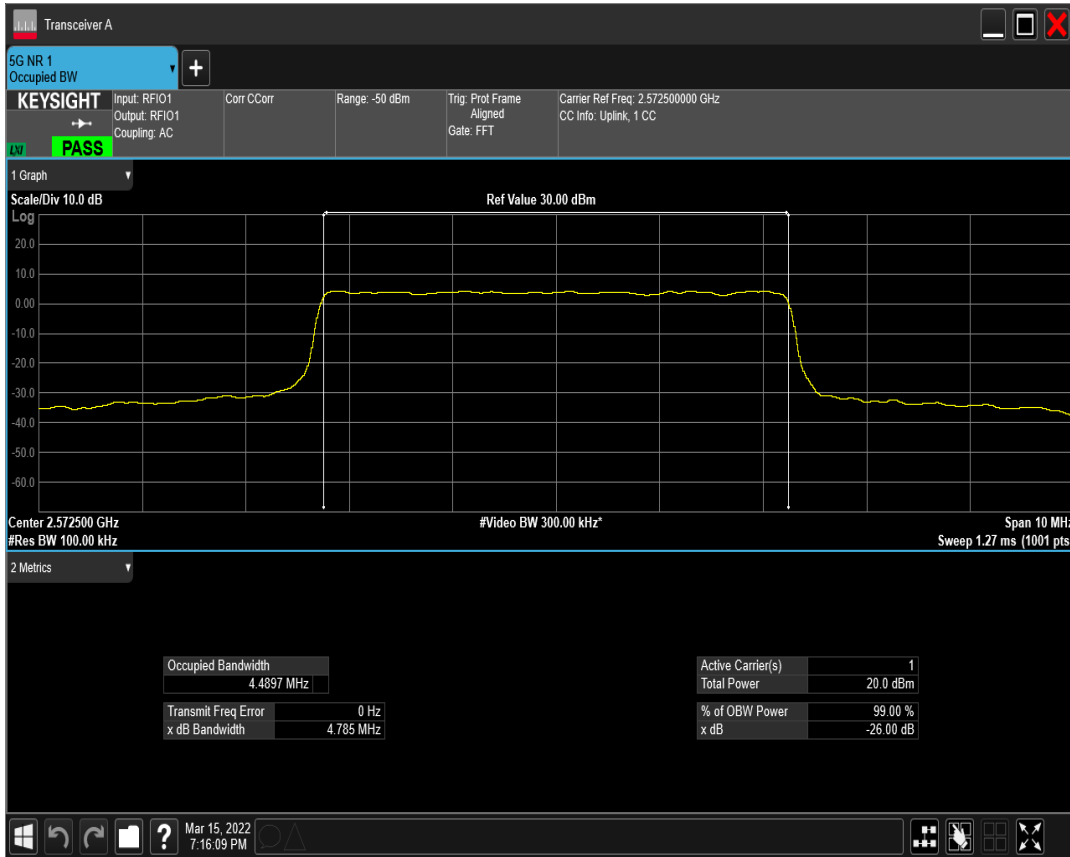 Transceiver A
5G NR 1
Occupied BW
KEYSIGHT
LXI
PASS
Input: RFIO1
Output: RFIO1
Coupling: AC
Corr CCorr
Range: -50 dBm
Trig: Prot Frame
Aligned
Gate: FFT
Carrier Ref Freq: 2.572500000 GHz
CC Info: Uplink, 1 CC
1 Graph
Scale/Div 10.0 dB
Ref Value 30.00 dBm
Log
20.0
10.0
0.00
-10.0
-20.0
-30.0
-40.0
-50.0
-60.0
Center 2.572500 GHz
#Video BW 300.00 kHz*
Span 10 MHz
#Res BW 100.00 kHz
Sweep 1.27 ms (1001 pts
2 Metrics
Occupied Bandwidth
4.4897 MHz
Transmit Freq Error 0 Hz
x dB Bandwidth 4.785 MHz
Active Carrier(s) 1
Total Power 20.0 dBm
% of OBW Power 99.00 %
x dB -26.00 dB
?
Mar 15, 2022
7:16:09 PM